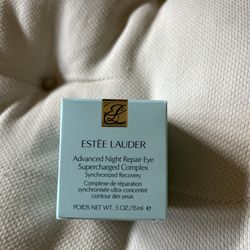 ESTĒE LAUDER
Advanced Night Repair Eye
Supercharged Complex
Synchronized Recovery
Complexe de réparation
synchronisée ultra-concentré
contour des yeux
POIDS NET WT. .5 OZ./15ml e